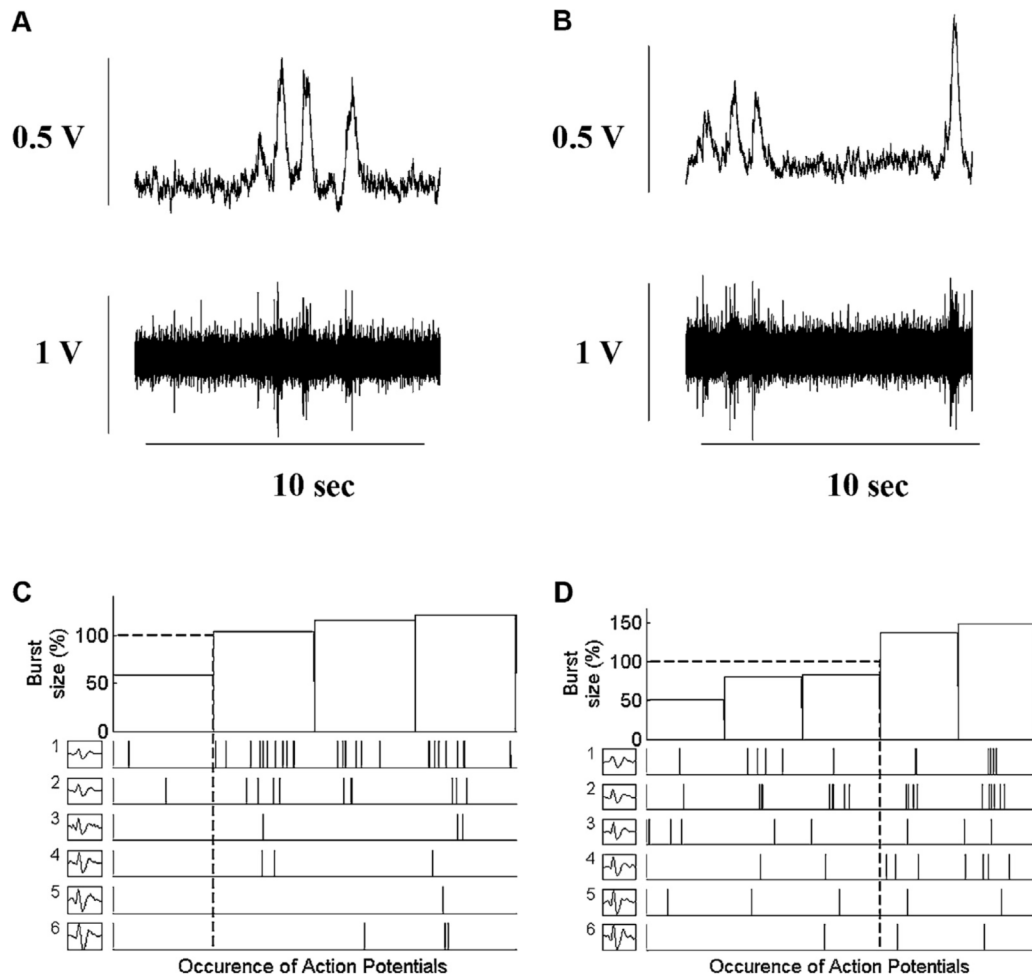 A
B
0.5 V
0.5 V
1 V
1 V
10 sec
10 sec
C
Burst
size (%)
100
50
0
1
2
3
4
5
6
Occurence of Action Potentials
D
Burst
size (%)
150
100
50
0
1
2
3
4
5
6
Occurence of Action Potentials